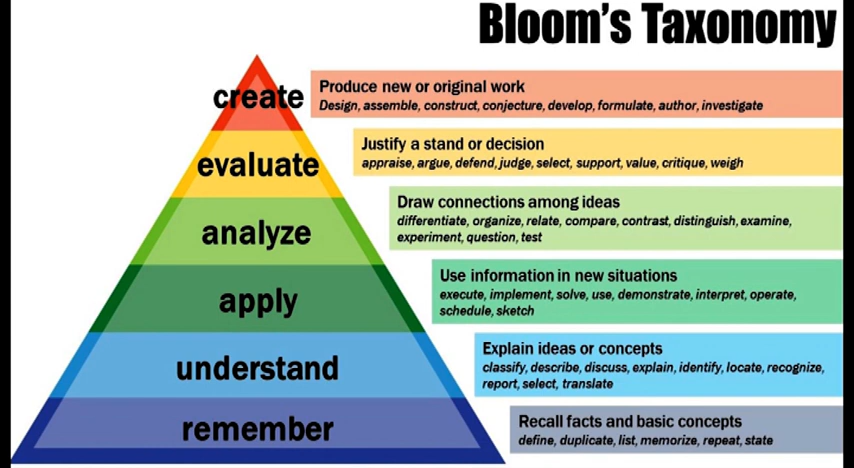 Bloom's Taxonomy
create
Produce new or original work
Design, assemble, construct, conjecture, develop, formulate, author, investigate
evaluate
Justify a stand or decision
appraise, argue, defend, judge, select, support, value, critique, weigh
analyze
Draw connections among ideas
differentiate, organize, relate, compare, contrast, distinguish, examine,
experiment, question, test
apply
Use information in new situations
execute, implement, solve, use, demonstrate, interpret, operate,
schedule, sketch
understand
Explain ideas or concepts
classify, describe, discuss, explain, identify, locate, recognize,
report, select, translate
remember
Recall facts and basic concepts
define, duplicate, list, memorize, repeat, state